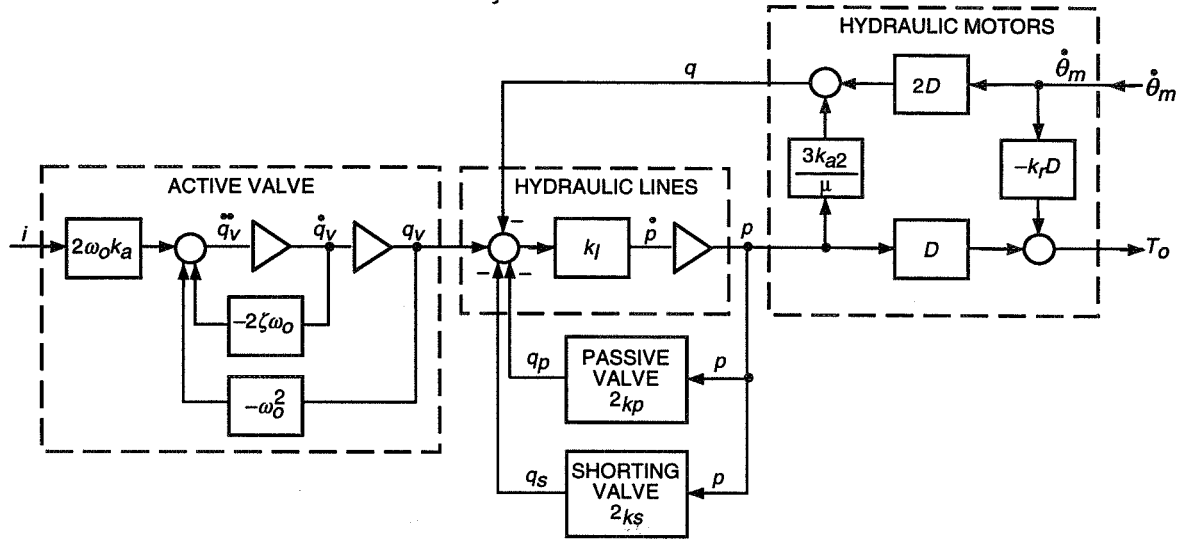 HYDRAULIC MOTORS
q
2D
θ̇m
θ̇m
3ka2
μ
-krD
ACTIVE VALVE
HYDRAULIC LINES
i
2ωoka
q̈v
q̇v
qv
kl
ṗ
p
D
To
-2ζωo
-ωo²
qp
PASSIVE
VALVE
2kp
p
qs
SHORTING
VALVE
2ks
p